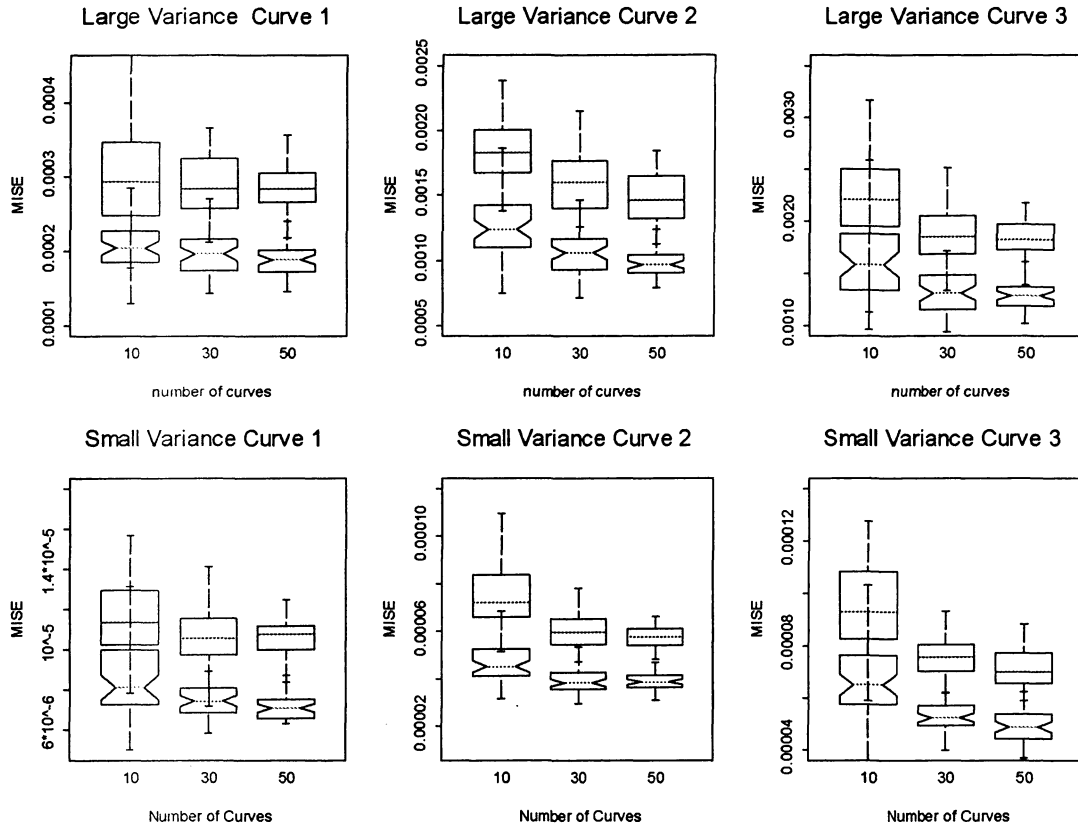 Large Variance Curve 1
MISE
0.0004
0.0003
0.0002
0.0001
10 30 50
number of curves
Large Variance Curve 2
MISE
0.0025
0.0020
0.0015
0.0010
0.0005
10 30 50
number of curves
Large Variance Curve 3
MISE
0.0030
0.0020
0.0010
10 30 50
number of curves
Small Variance Curve 1
MISE
1.4*10^-5
10^-5
6*10^-6
10 30 50
Number of Curves
Small Variance Curve 2
MISE
0.00010
0.00006
0.00002
10 30 50
Number of Curves
Small Variance Curve 3
MISE
0.00012
0.00008
0.00004
10 30 50
Number of Curves